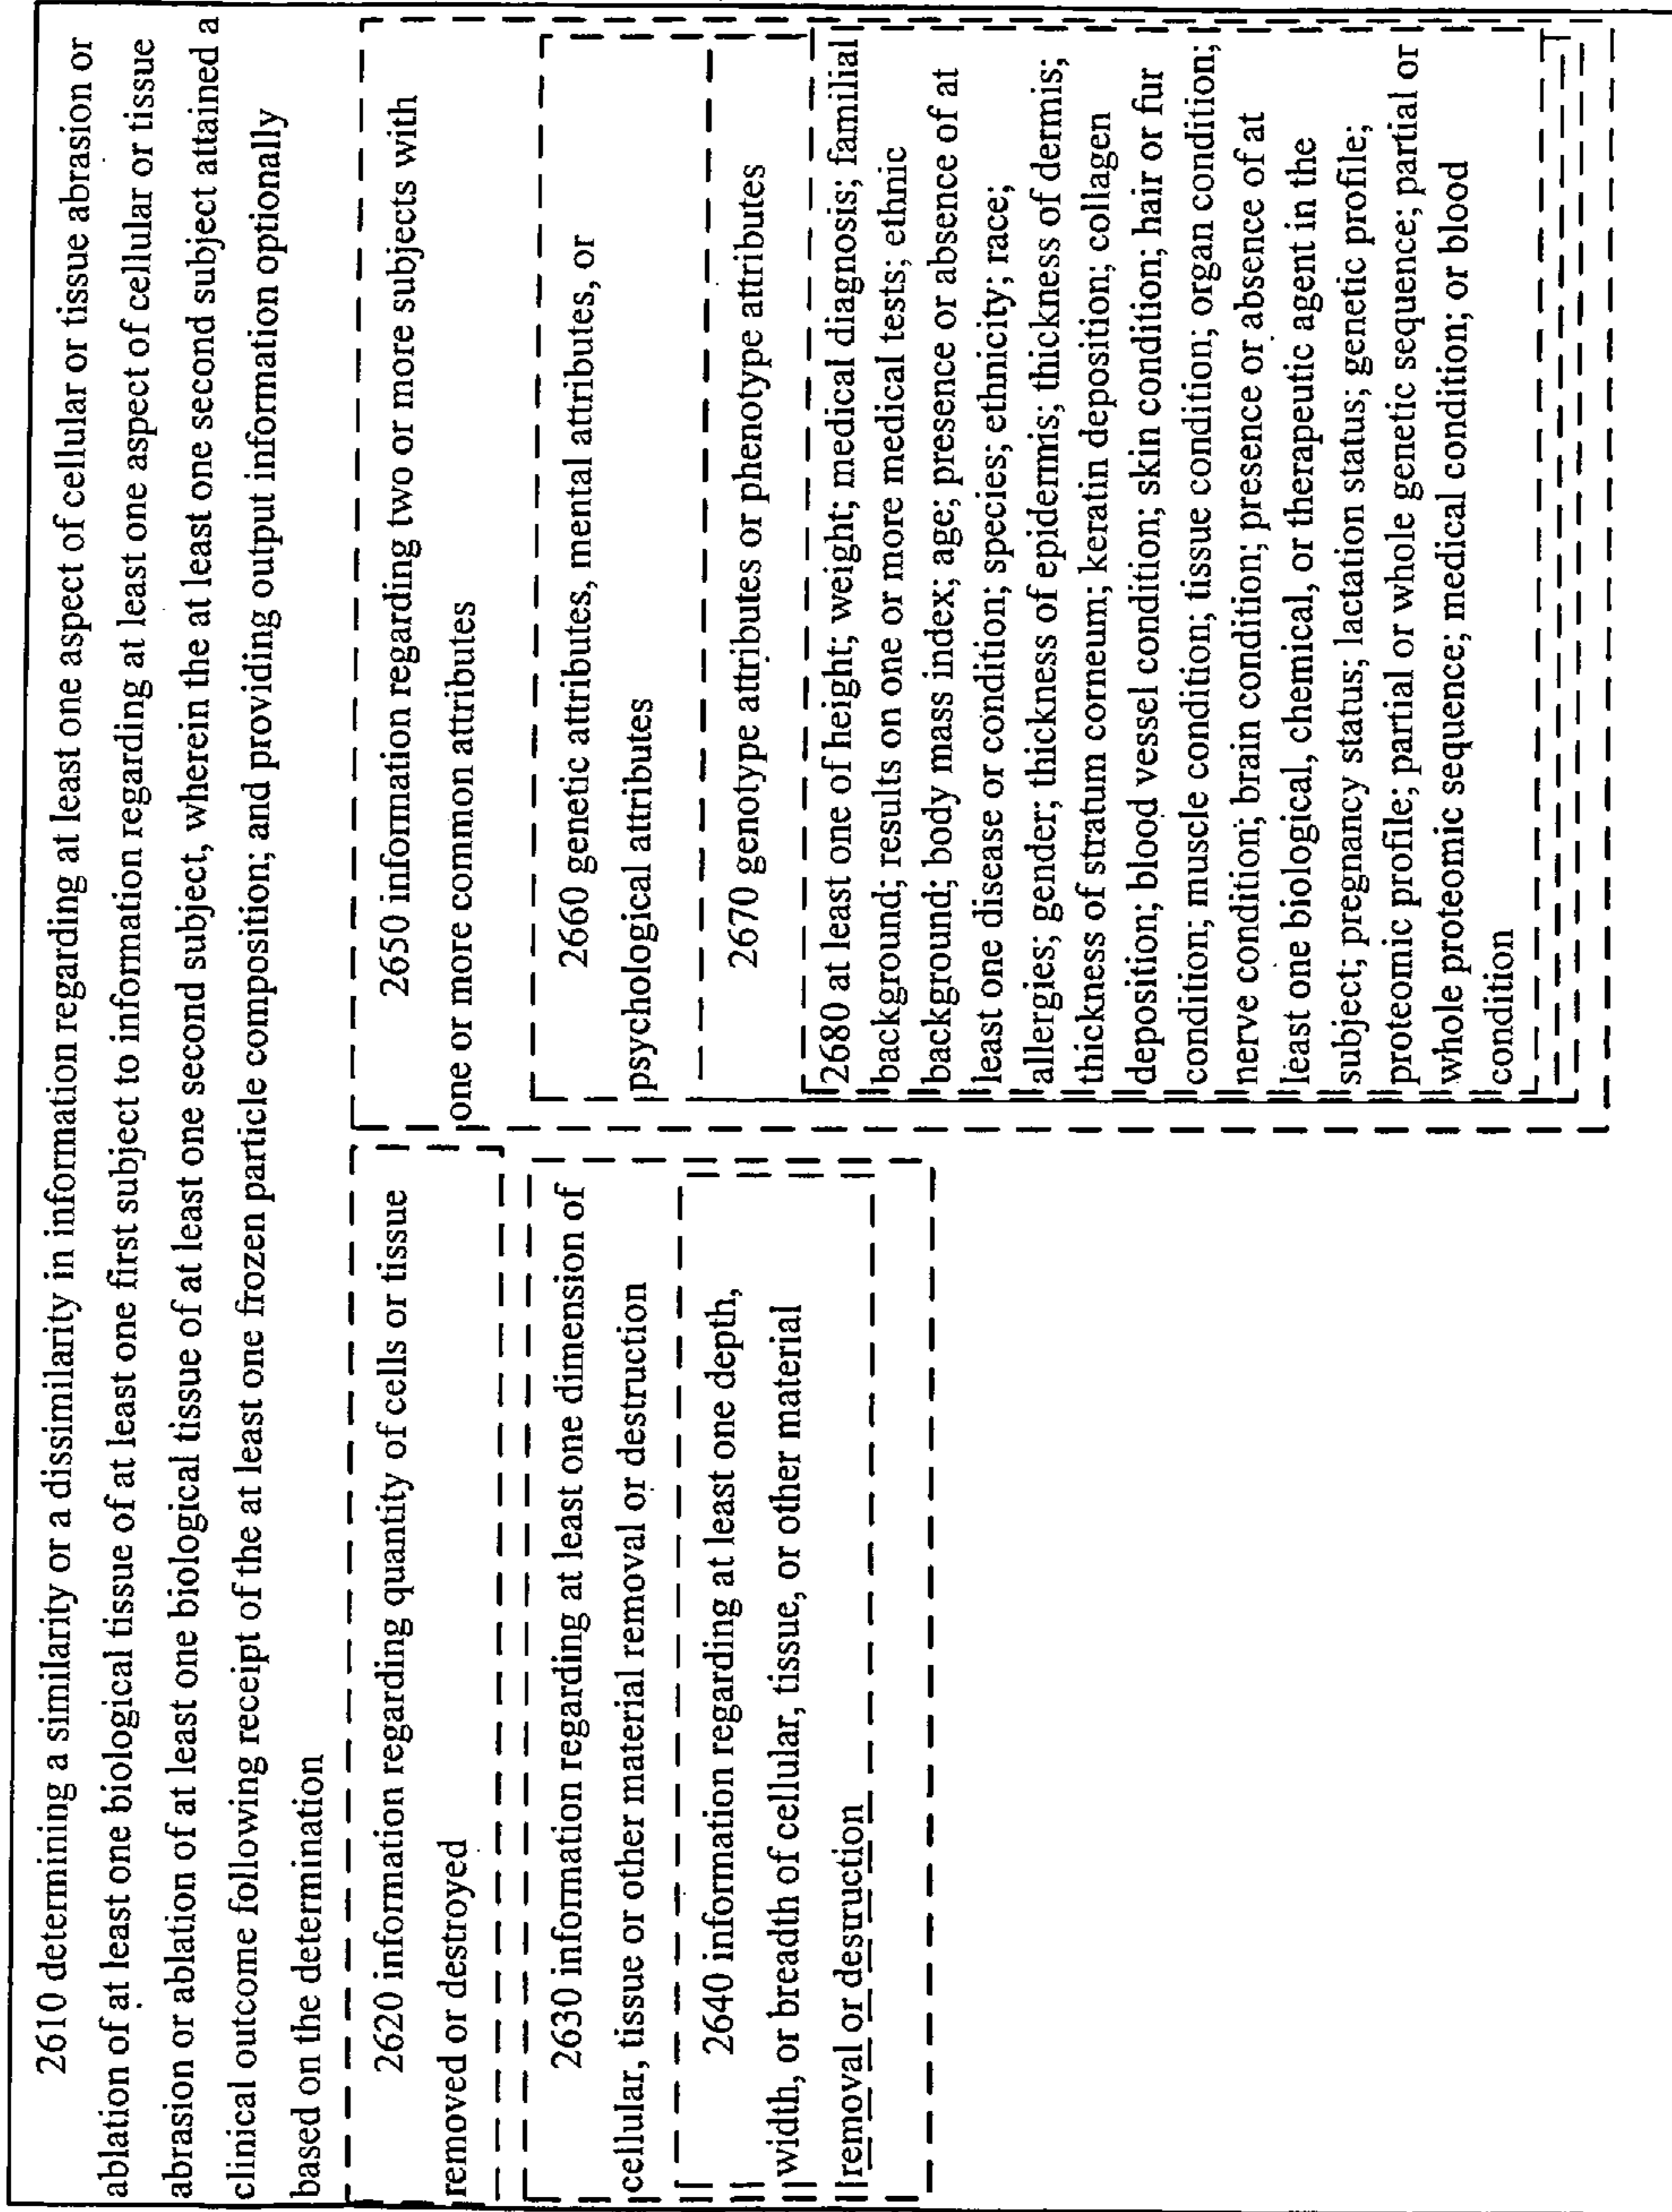 2610 determining a similarity or a dissimilarity in information regarding at least one aspect of cellular or tissue abrasion or
ablation of at least one biological tissue of at least one first subject to information regarding at least one aspect of cellular or tissue
abrasion or ablation of at least one biological tissue of at least one second subject, wherein the at least one second subject attained a
clinical outcome following receipt of the at least one frozen particle composition; and providing output information optionally
based on the determination
2620 information regarding quantity of cells or tissue
removed or destroyed
2630 information regarding at least one dimension of
cellular, tissue or other material removal or destruction
2640 information regarding at least one depth,
width, or breadth of cellular, tissue, or other material
removal or destruction
2650 information regarding two or more subjects with
one or more common attributes
2660 genetic attributes, mental attributes, or
psychological attributes
2670 genotype attributes or phenotype attributes
2680 at least one of height; weight; medical diagnosis; familial
background; results on one or more medical tests; ethnic
background; body mass index; age; presence or absence of at
least one disease or condition; species; ethnicity; race;
allergies; gender; thickness of epidermis; thickness of dermis;
thickness of stratum corneum; keratin deposition; collagen
deposition; blood vessel condition; skin condition; hair or fur
condition; muscle condition; tissue condition; organ condition;
nerve condition; brain condition; presence or absence of at
least one biological, chemical, or therapeutic agent in the
subject; pregnancy status; lactation status; genetic profile;
proteomic profile; partial or whole genetic sequence; partial or
whole proteomic sequence; medical condition; or blood
condition